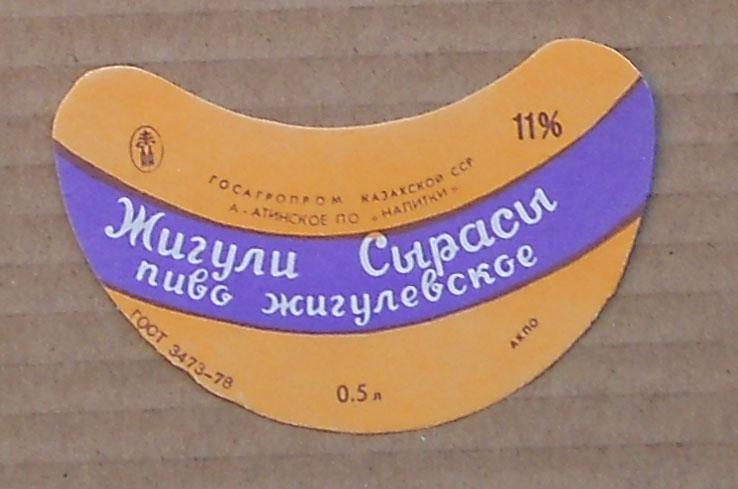 11%
ГОСАГРОПРОМ КАЗАХСКОЙ ССР
А-АТИНСКОЕ ПО «НАПИТКИ»
Жигули Сырасы
пиво жигулевское
ГОСТ 3473-78
0.5 л
АКПО